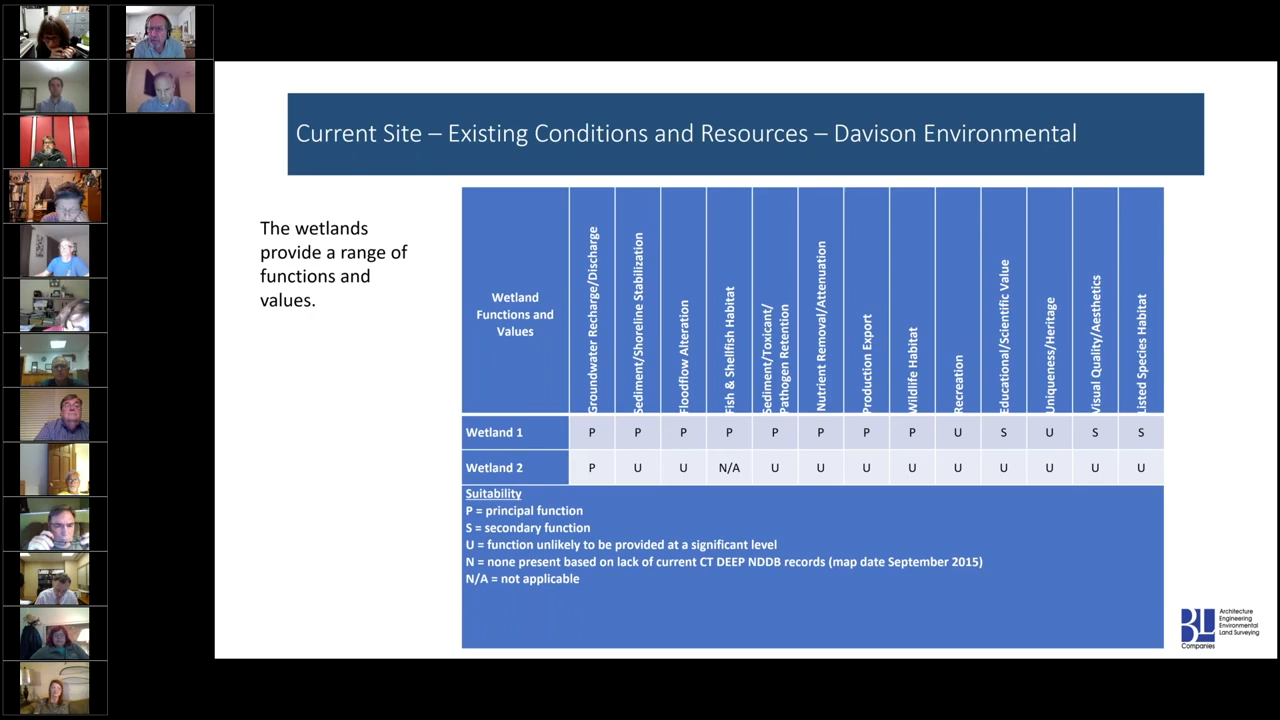 Current Site – Existing Conditions and Resources – Davison Environmental
The wetlands
provide a range of
functions and
values.
Wetland
Functions and
Values
Groundwater Recharge/Discharge
Sediment/Shoreline Stabilization
Floodflow Alteration
Fish & Shellfish Habitat
Sediment/Toxicant/
Pathogen Retention
Nutrient Removal/Attenuation
Production Export
Wildlife Habitat
Recreation
Educational/Scientific Value
Uniqueness/Heritage
Visual Quality/Aesthetics
Listed Species Habitat
Wetland 1 P P P P P P P P U S U S S
Wetland 2 P U U N/A U U U U U U U U U
Suitability
P = principal function
S = secondary function
U = function unlikely to be provided at a significant level
N = none present based on lack of current CT DEEP NDDB records (map date September 2015)
N/A = not applicable
BL
Companies
Architecture
Engineering
Environmental
Land Surveying